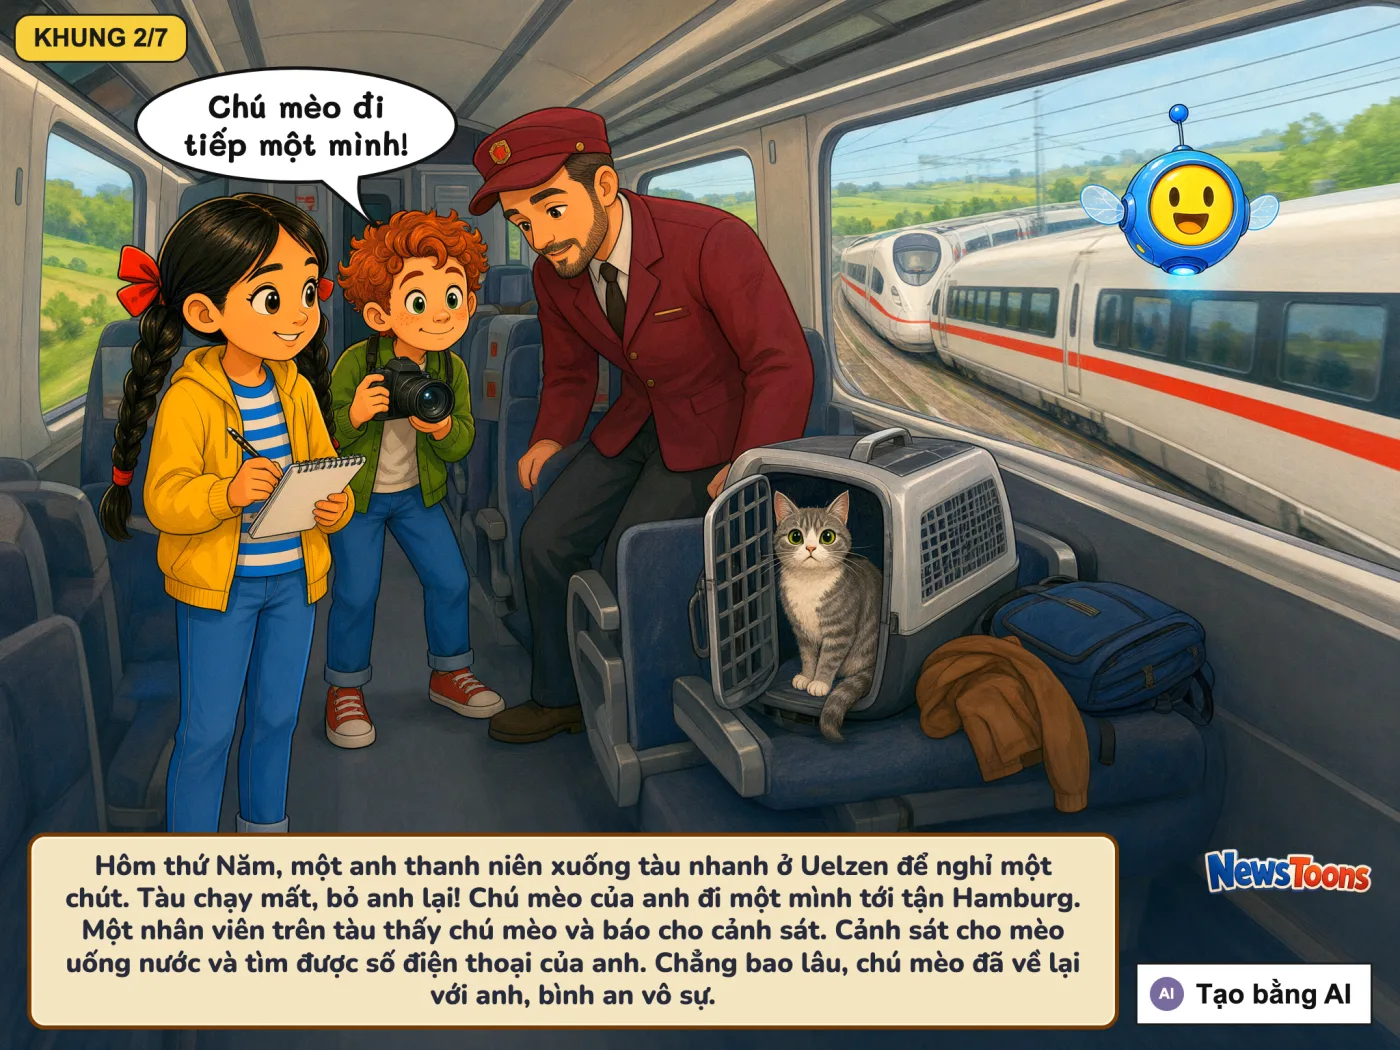 KHUNG 2/7
Chú mèo đi
tiếp một mình!
Hôm thứ Năm, một anh thanh niên xuống tàu nhanh ở Uelzen để nghỉ một
chút. Tàu chạy mất, bỏ anh lại! Chú mèo của anh đi một mình tới tận Hamburg.
Một nhân viên trên tàu thấy chú mèo và báo cho cảnh sát. Cảnh sát cho mèo
uống nước và tìm được số điện thoại của anh. Chẳng bao lâu, chú mèo đã về lại
với anh, bình an vô sự.
NewsToons
AI Tạo bằng AI